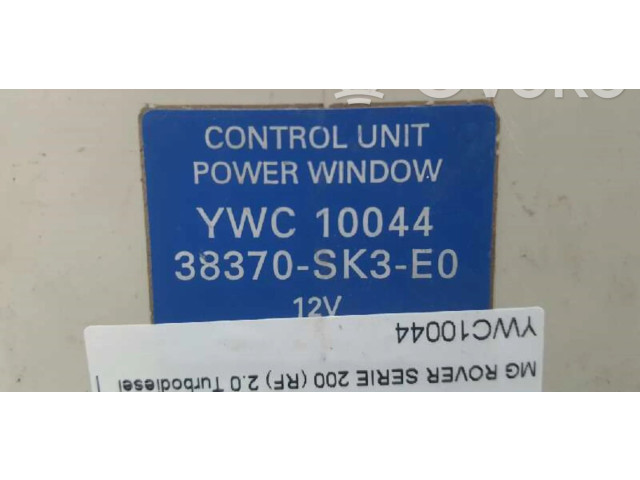 CONTROL UNIT
POWER WINDOW
YWC 10044
38370-SK3-E0
12V
YWC10044
MG ROVER SERIE 200 (RF) 2.0 Turbodiesel